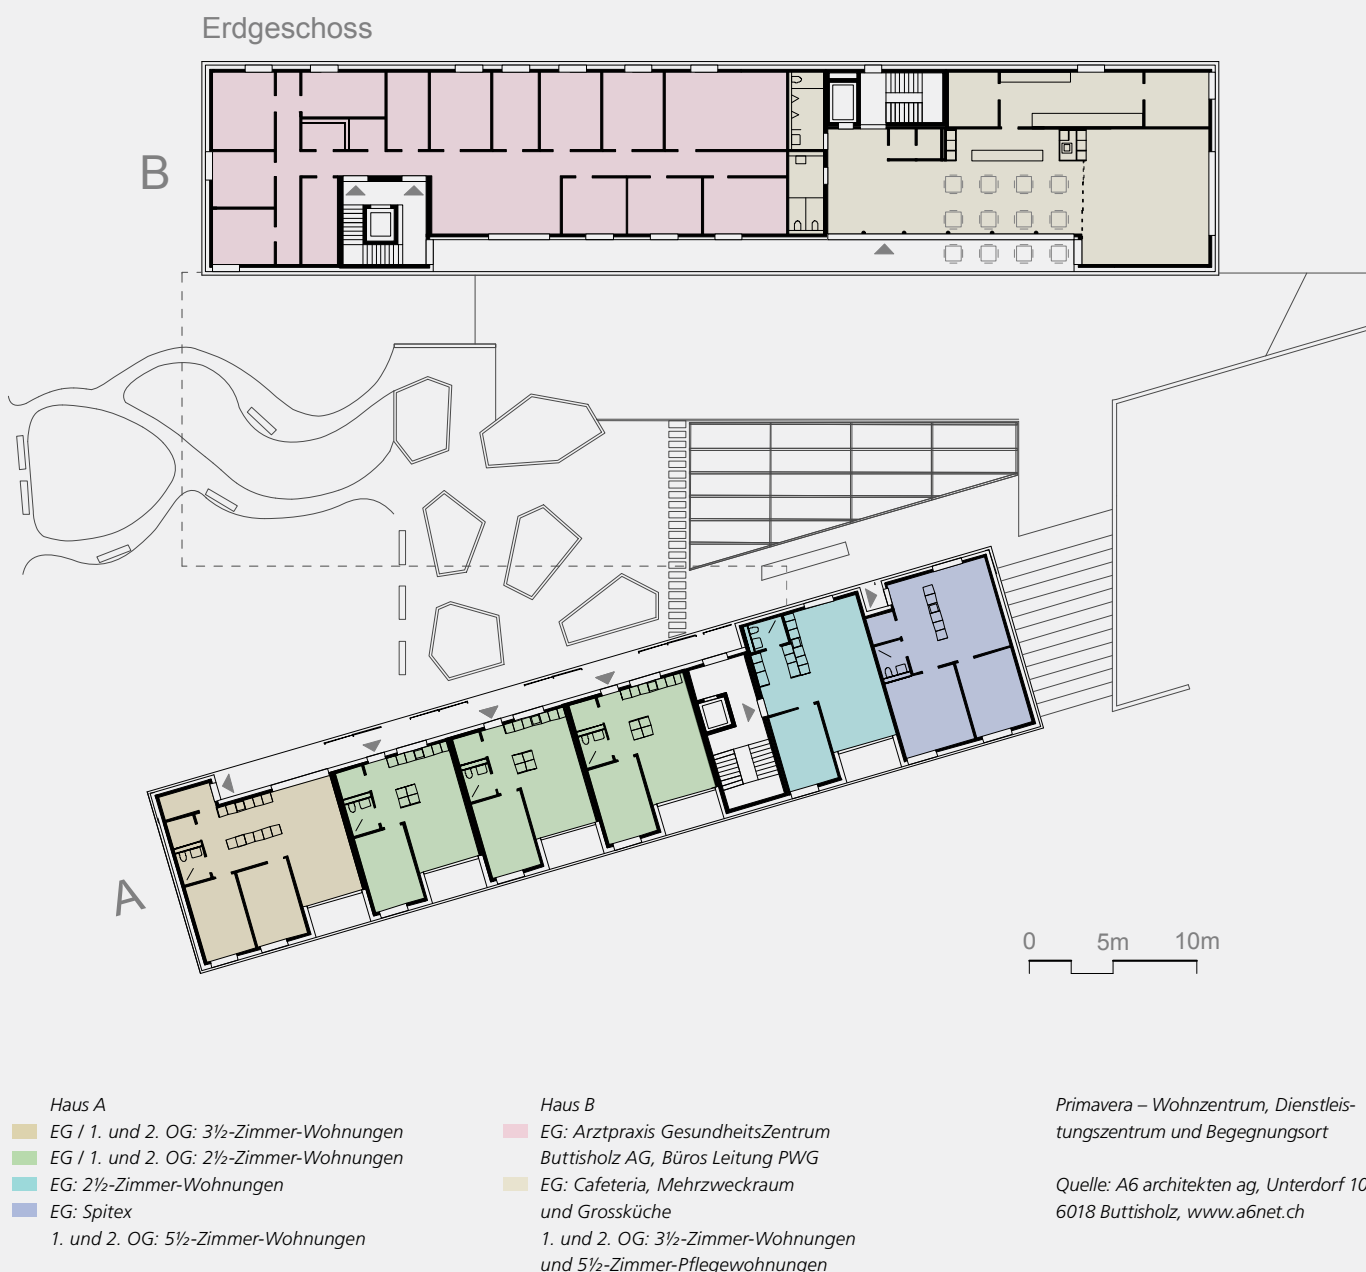 Erdgeschoss
B
A
0 5m 10m
Haus A
EG / 1. und 2. OG: 3½-Zimmer-Wohnungen
EG / 1. und 2. OG: 2½-Zimmer-Wohnungen
EG: 2½-Zimmer-Wohnungen
EG: Spitex
1. und 2. OG: 5½-Zimmer-Wohnungen
Haus B
EG: Arztpraxis GesundheitsZentrum
Buttisholz AG, Büros Leitung PWG
EG: Cafeteria, Mehrzweckraum
und Grossküche
1. und 2. OG: 3½-Zimmer-Wohnungen
und 5½-Zimmer-Pflegewohnungen
Primavera – Wohnzentrum, Dienstleis-
tungszentrum und Begegnungsort
Quelle: A6 architekten ag, Unterdorf 10
6018 Buttisholz, www.a6net.ch